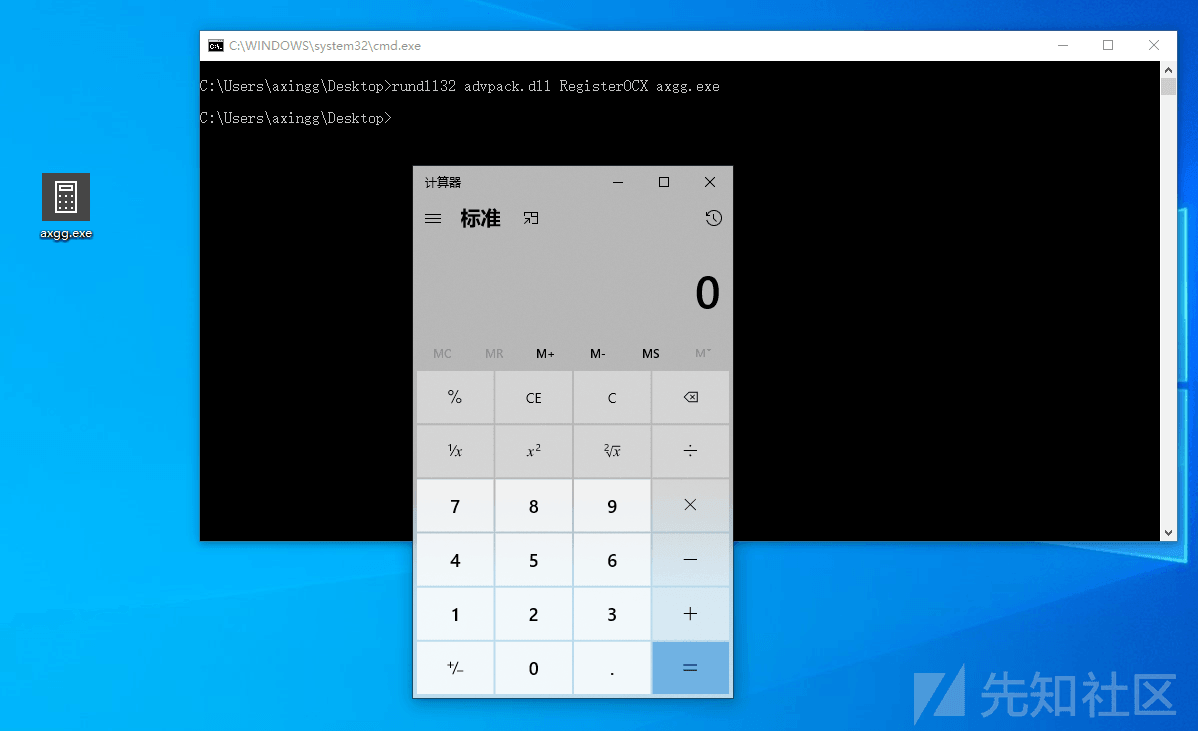 C:\WINDOWS\system32\cmd.exe
C:\Users\axingg\Desktop>rundll32 advpack.dll RegisterOCX axgg.exe
C:\Users\axingg\Desktop>
axgg.exe
计算器
标准
0
MC MR M+ M- MS M˅
% CE C
¹/x x² ²√x ÷
7 8 9 ×
4 5 6 −
1 2 3 +
+/− 0 . =
先知社区